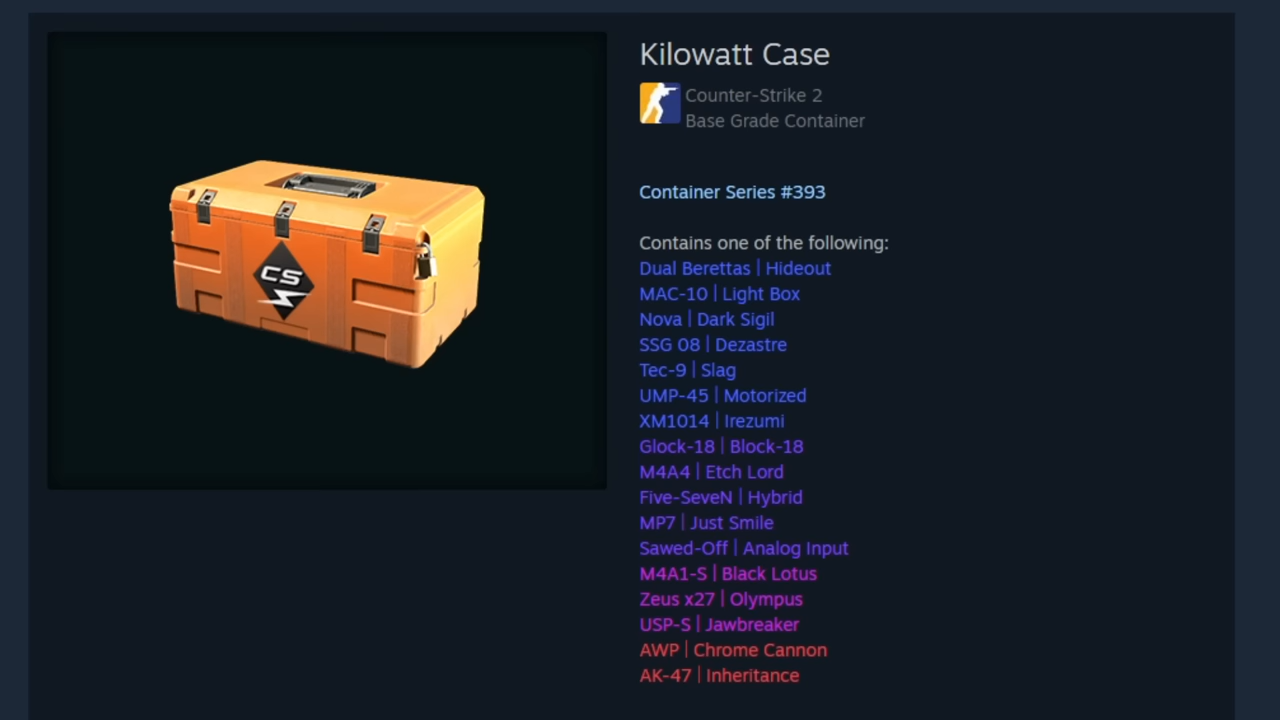 Kilowatt Case
Counter-Strike 2
Base Grade Container
Container Series #393
Contains one of the following:
Dual Berettas | Hideout
MAC-10 | Light Box
Nova | Dark Sigil
SSG 08 | Dezastre
Tec-9 | Slag
UMP-45 | Motorized
XM1014 | Irezumi
Glock-18 | Block-18
M4A4 | Etch Lord
Five-SeveN | Hybrid
MP7 | Just Smile
Sawed-Off | Analog Input
M4A1-S | Black Lotus
Zeus x27 | Olympus
USP-S | Jawbreaker
AWP | Chrome Cannon
AK-47 | Inheritance
CS